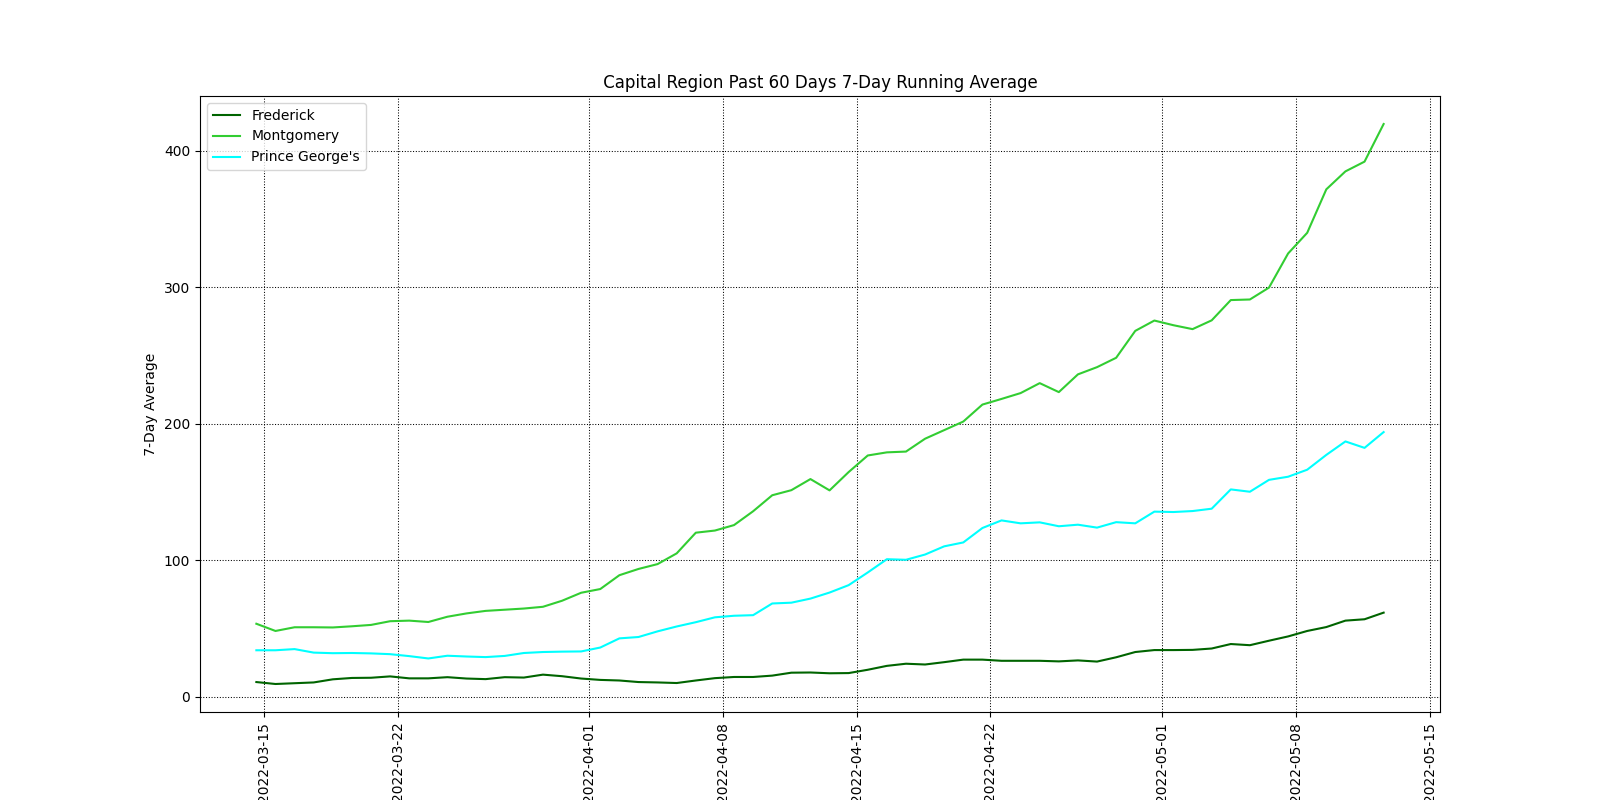 Capital Region Past 60 Days 7-Day Running Average
Frederick
Montgomery
Prince George's
400
300
200
100
0
7-Day Average
2022-03-15
2022-03-22
2022-04-01
2022-04-08
2022-04-15
2022-04-22
2022-05-01
2022-05-08
2022-05-15